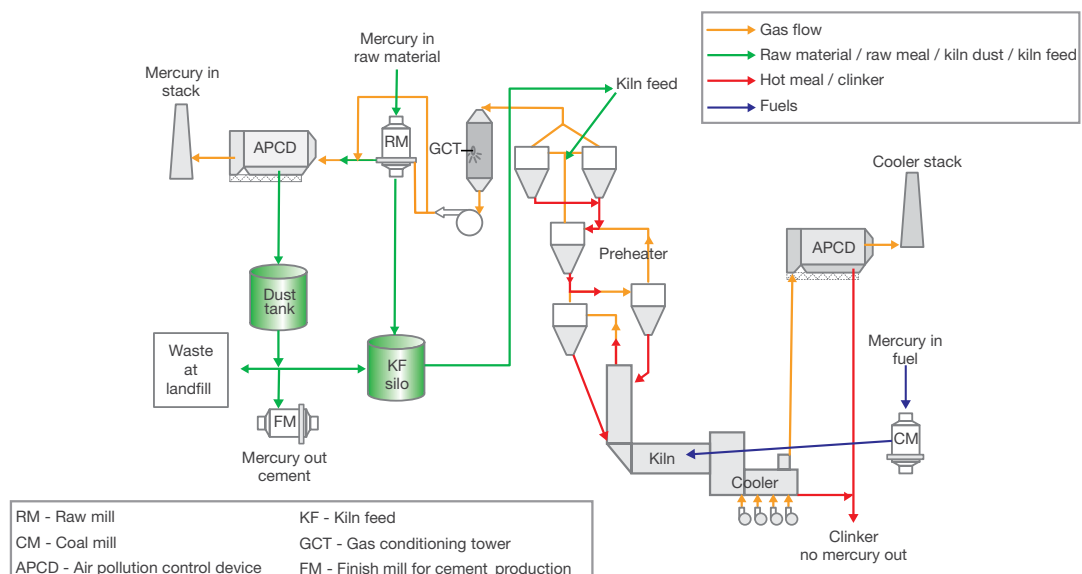 Mercury in
raw material
Mercury in
stack
APCD
RM
GCT
Kiln feed
Gas flow
Raw material / raw meal / kiln dust / kiln feed
Hot meal / clinker
Fuels
Cooler stack
APCD
Preheater
Dust
tank
Waste
at
landfill
KF
silo
FM
Mercury out
cement
Mercury in
fuel
CM
Kiln
Cooler
Clinker
no mercury out
RM - Raw mill
KF - Kiln feed
CM - Coal mill
GCT - Gas conditioning tower
APCD - Air pollution control device
FM - Finish mill for cement production